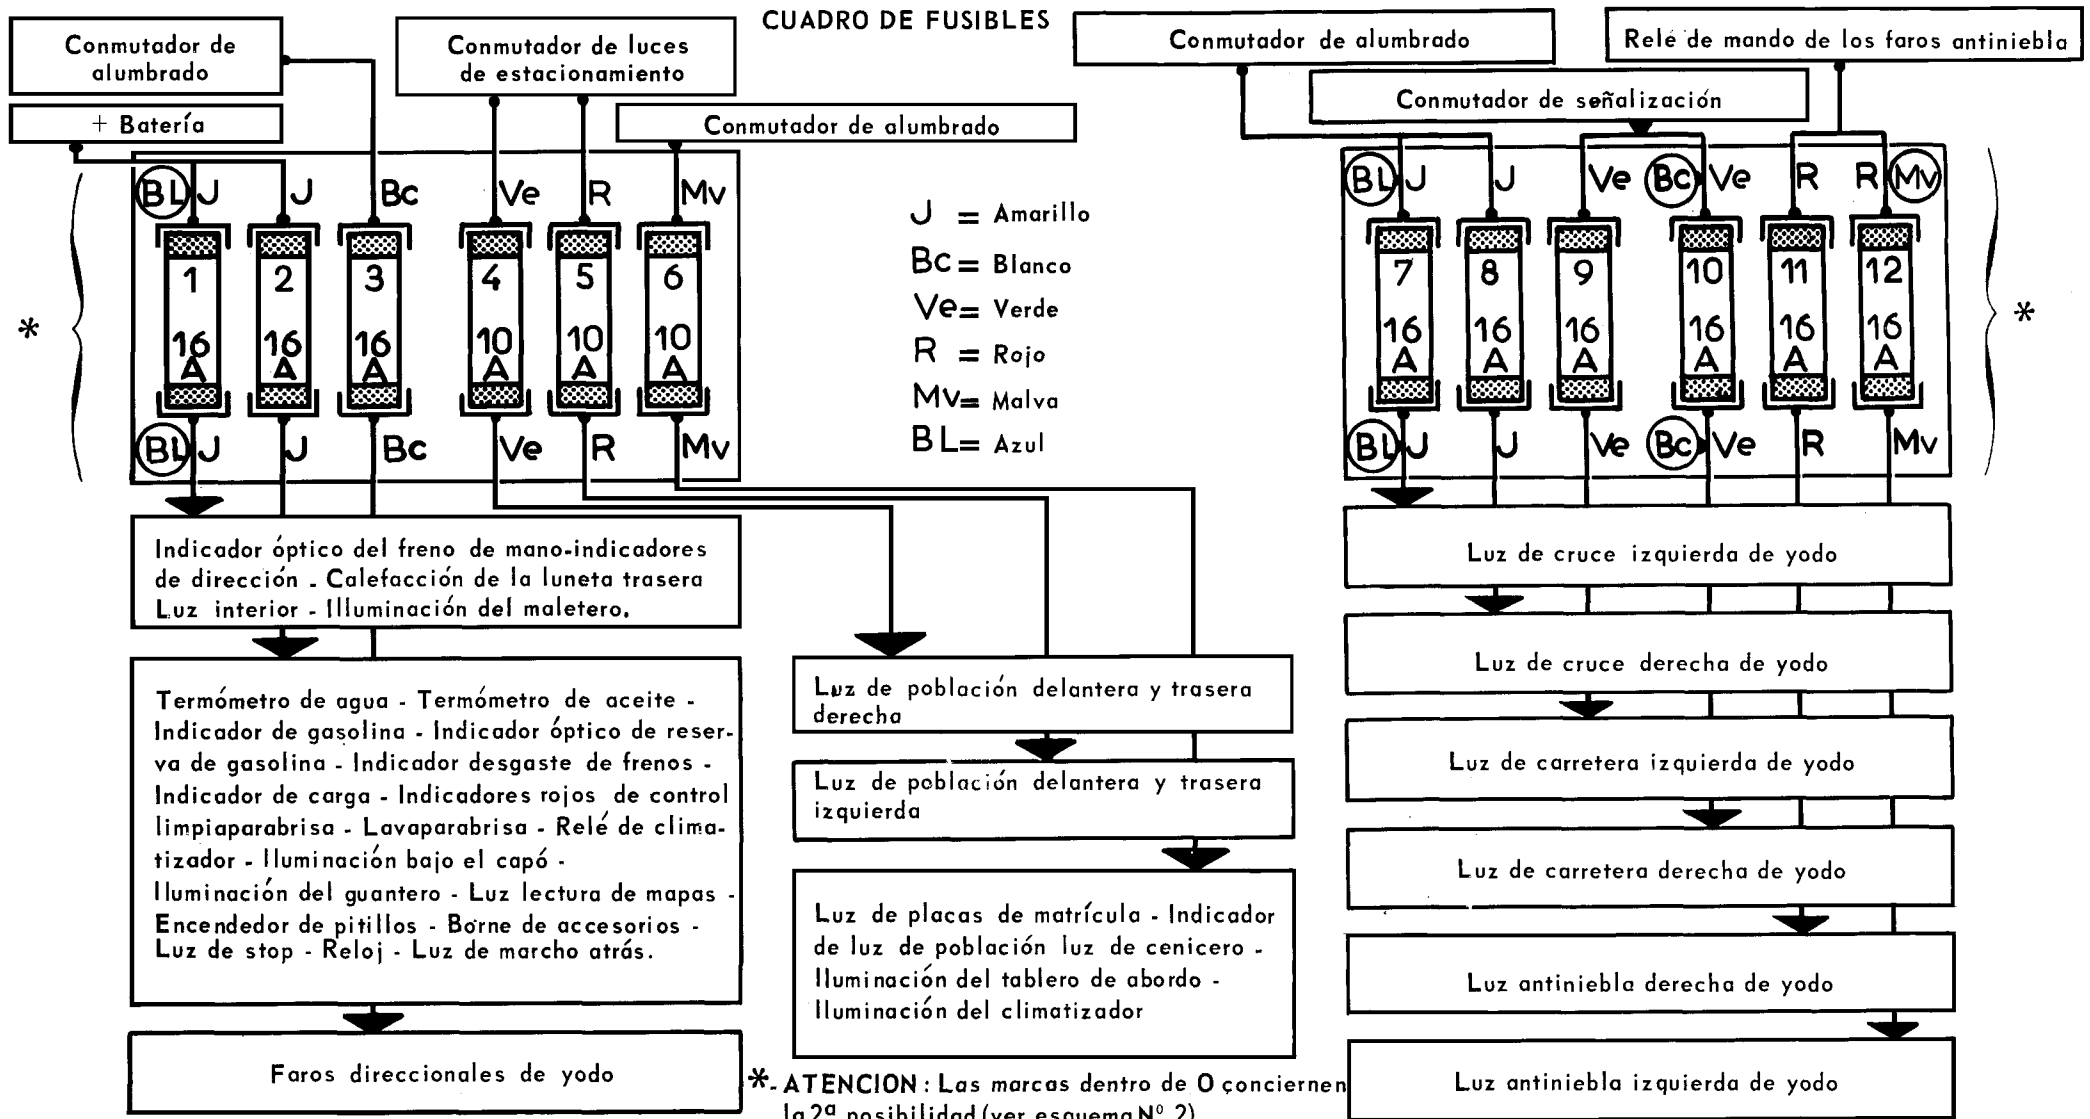 CUADRO DE FUSIBLES
Conmutador de
alumbrado
+ Batería
Conmutador de luces
de estacionamiento
Conmutador de alumbrado
Conmutador de alumbrado
Relé de mando de los faros antiniebla
Conmutador de señalización
BL J J Bc Ve R Mv
1 2 3 4 5 6
16 16 16 10 10 10
A A A A A A
BL J J Bc Ve R Mv
*
J = Amarillo
Bc = Blanco
Ve = Verde
R = Rojo
Mv = Malva
BL = Azul
BL J J Ve Bc Ve R R Mv
7 8 9 10 11 12
16 16 16 16 16 16
A A A A A A
BL J J Ve Bc Ve R Mv
*
Indicador óptico del freno de mano-indicadores
de dirección - Calefacción de la luneta trasera
Luz interior - Illuminación del maletero.
Termómetro de agua - Termómetro de aceite -
Indicador de gasolina - Indicador óptico de reser-
va de gasolina - Indicador desgaste de frenos -
Indicador de carga - Indicadores rojos de control
limpiaparabrisa - Lavaparabrisa - Relé de clima-
tizador - Iluminación bajo el capó -
Iluminación del guantero - Luz lectura de mapas -
Encendedor de pitillos - Borne de accesorios -
Luz de stop - Reloj - Luz de marcho atrás.
Faros direccionales de yodo
Luz de población delantera y trasera
derecha
Luz de población delantera y trasera
izquierda
Luz de placas de matrícula - Indicador
de luz de población luz de cenicero -
Iluminación del tablero de abordo -
Iluminación del climatizador
Luz de cruce izquierda de yodo
Luz de cruce derecha de yodo
Luz de carretera izquierda de yodo
Luz de carretera derecha de yodo
Luz antiniebla derecha de yodo
Luz antiniebla izquierda de yodo
*- ATENCION : Las marcas dentro de O conciernen
la 2ª posibilidad (ver esquema Nº 2)